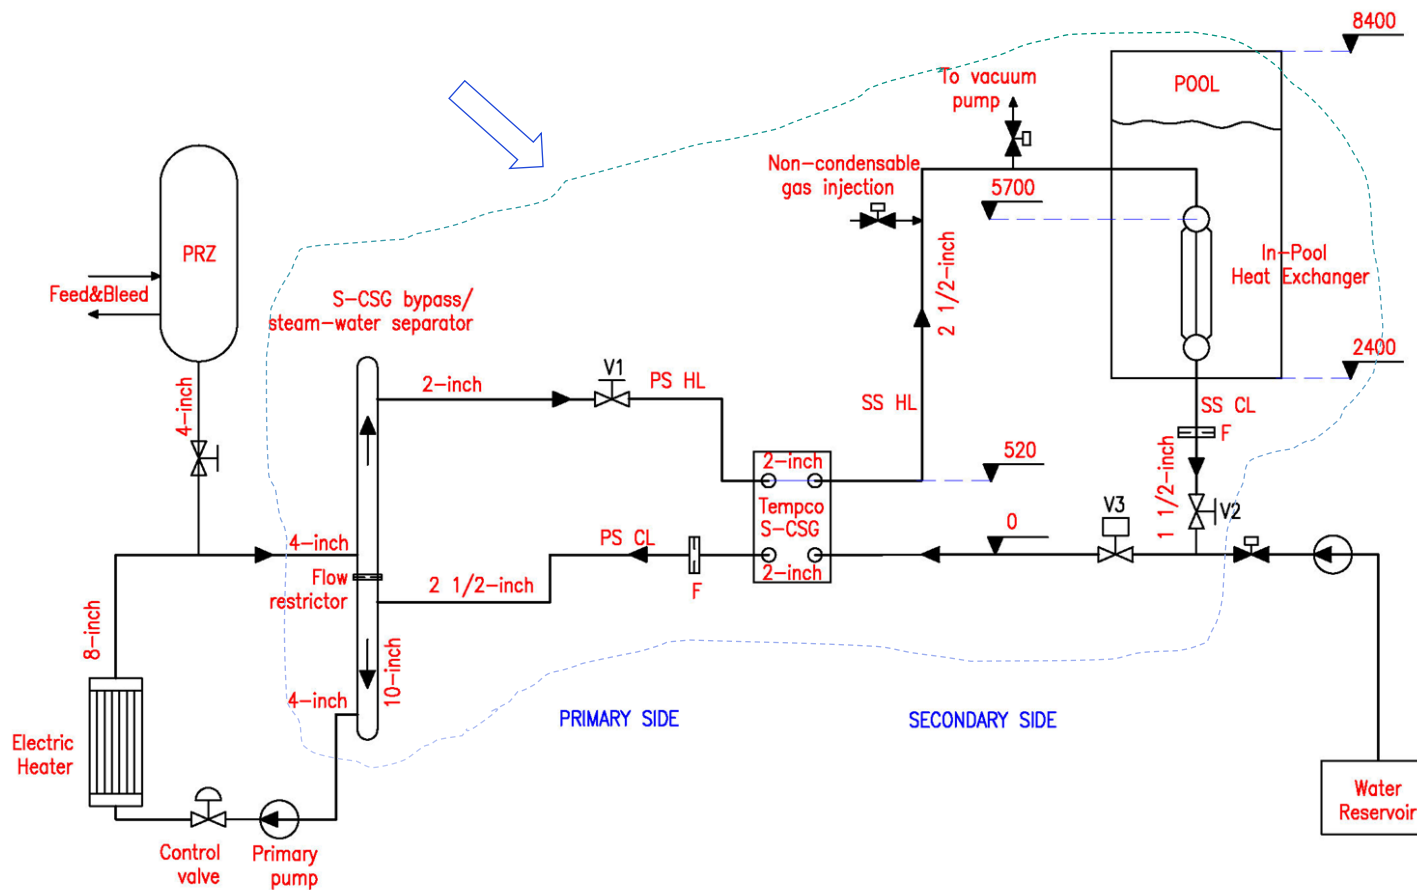 8400
To vacuum
pump
POOL
Non-condensable
gas injection
5700
PRZ
In-Pool
Heat Exchanger
Feed&Bleed
S-CSG bypass/
steam-water separator
2 1/2-inch
2400
V1
2-inch
PS HL
4-inch
SS HL
SS CL
F
520
2-inch
1 1/2-inch
Tempco
S-CSG
V3
V2
0
PS CL
4-inch
2-inch
Flow
restrictor
2 1/2-inch
F
8-inch
10-inch
4-inch
PRIMARY SIDE
SECONDARY SIDE
Electric
Heater
Water
Reservoir
Control
valve
Primary
pump